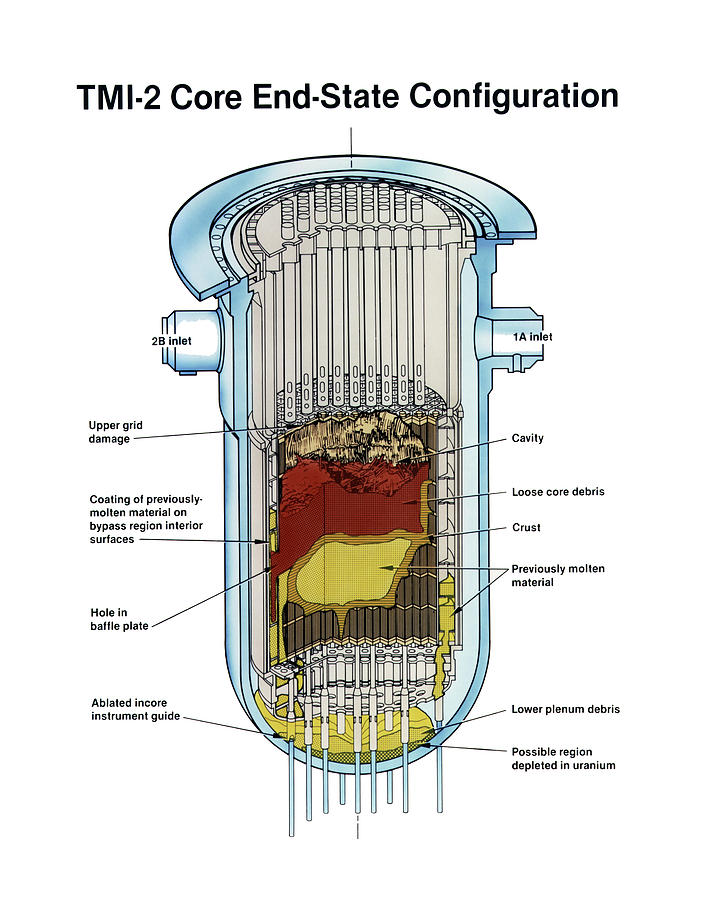 TMI-2 Core End-State Configuration
2B inlet
1A inlet
Upper grid
damage
Cavity
Coating of previously-
molten material on
bypass region interior
surfaces
Loose core debris
Crust
Previously molten
material
Hole in
baffle plate
Ablated incore
instrument guide
Lower plenum debris
Possible region
depleted in uranium